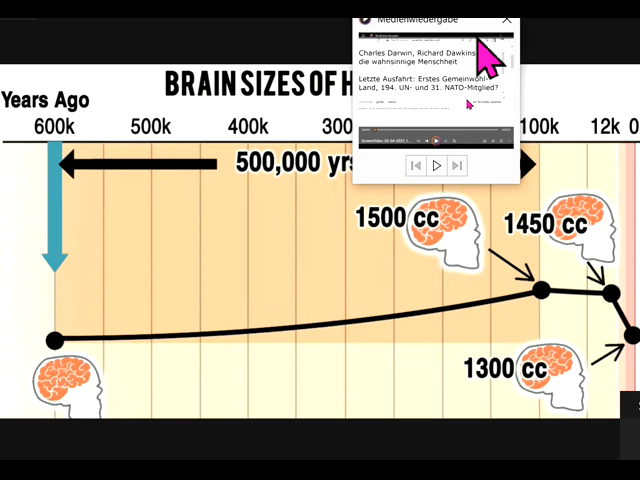 Medienwiedergabe
Charles Darwin, Richard Dawkins
die wahnsinnige Menschheit
Letzte Ausfahrt: Erstes Gemeinwohl-
Land, 194. UN- und 31. NATO-Mitglied?
BRAIN SIZES OF H
Years Ago
600k 500k 400k 300 100k 12k 0
500,000 yrs
1500 cc
1450 cc
1300 cc